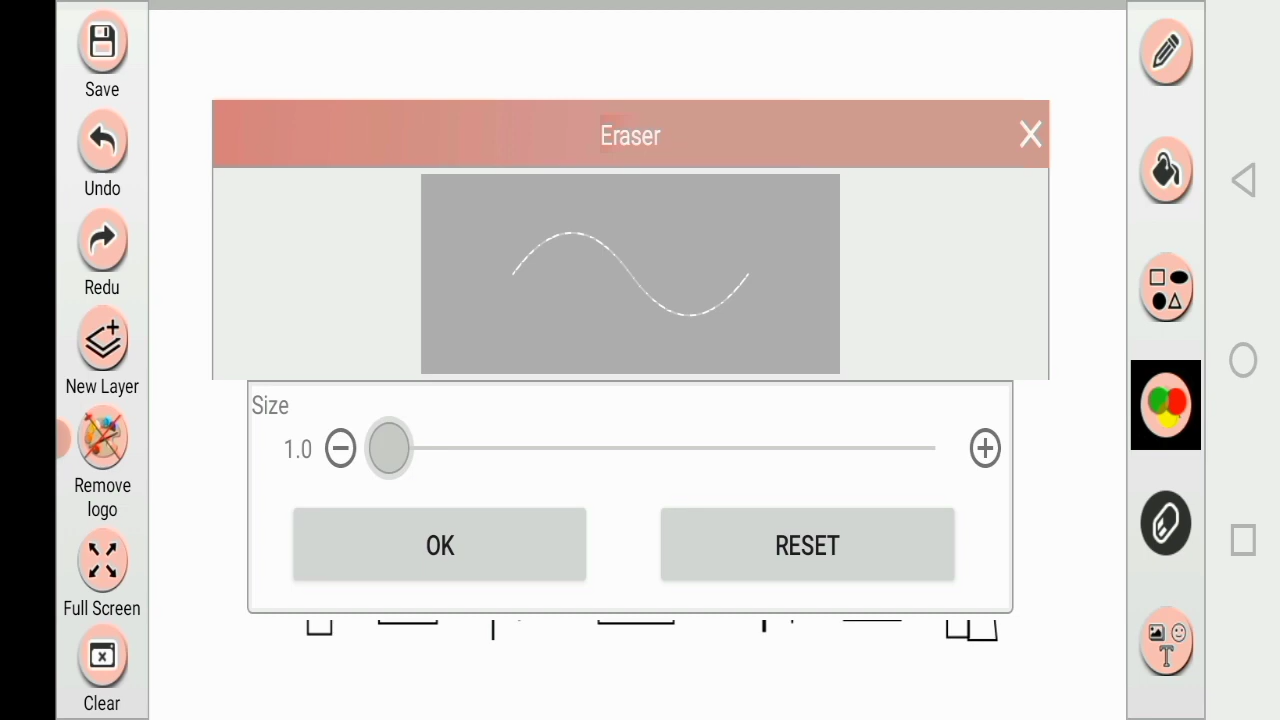 Save
Undo
Redu
New Layer
Remove
logo
Full Screen
Clear
Eraser
Size
1.0
OK
RESET
T